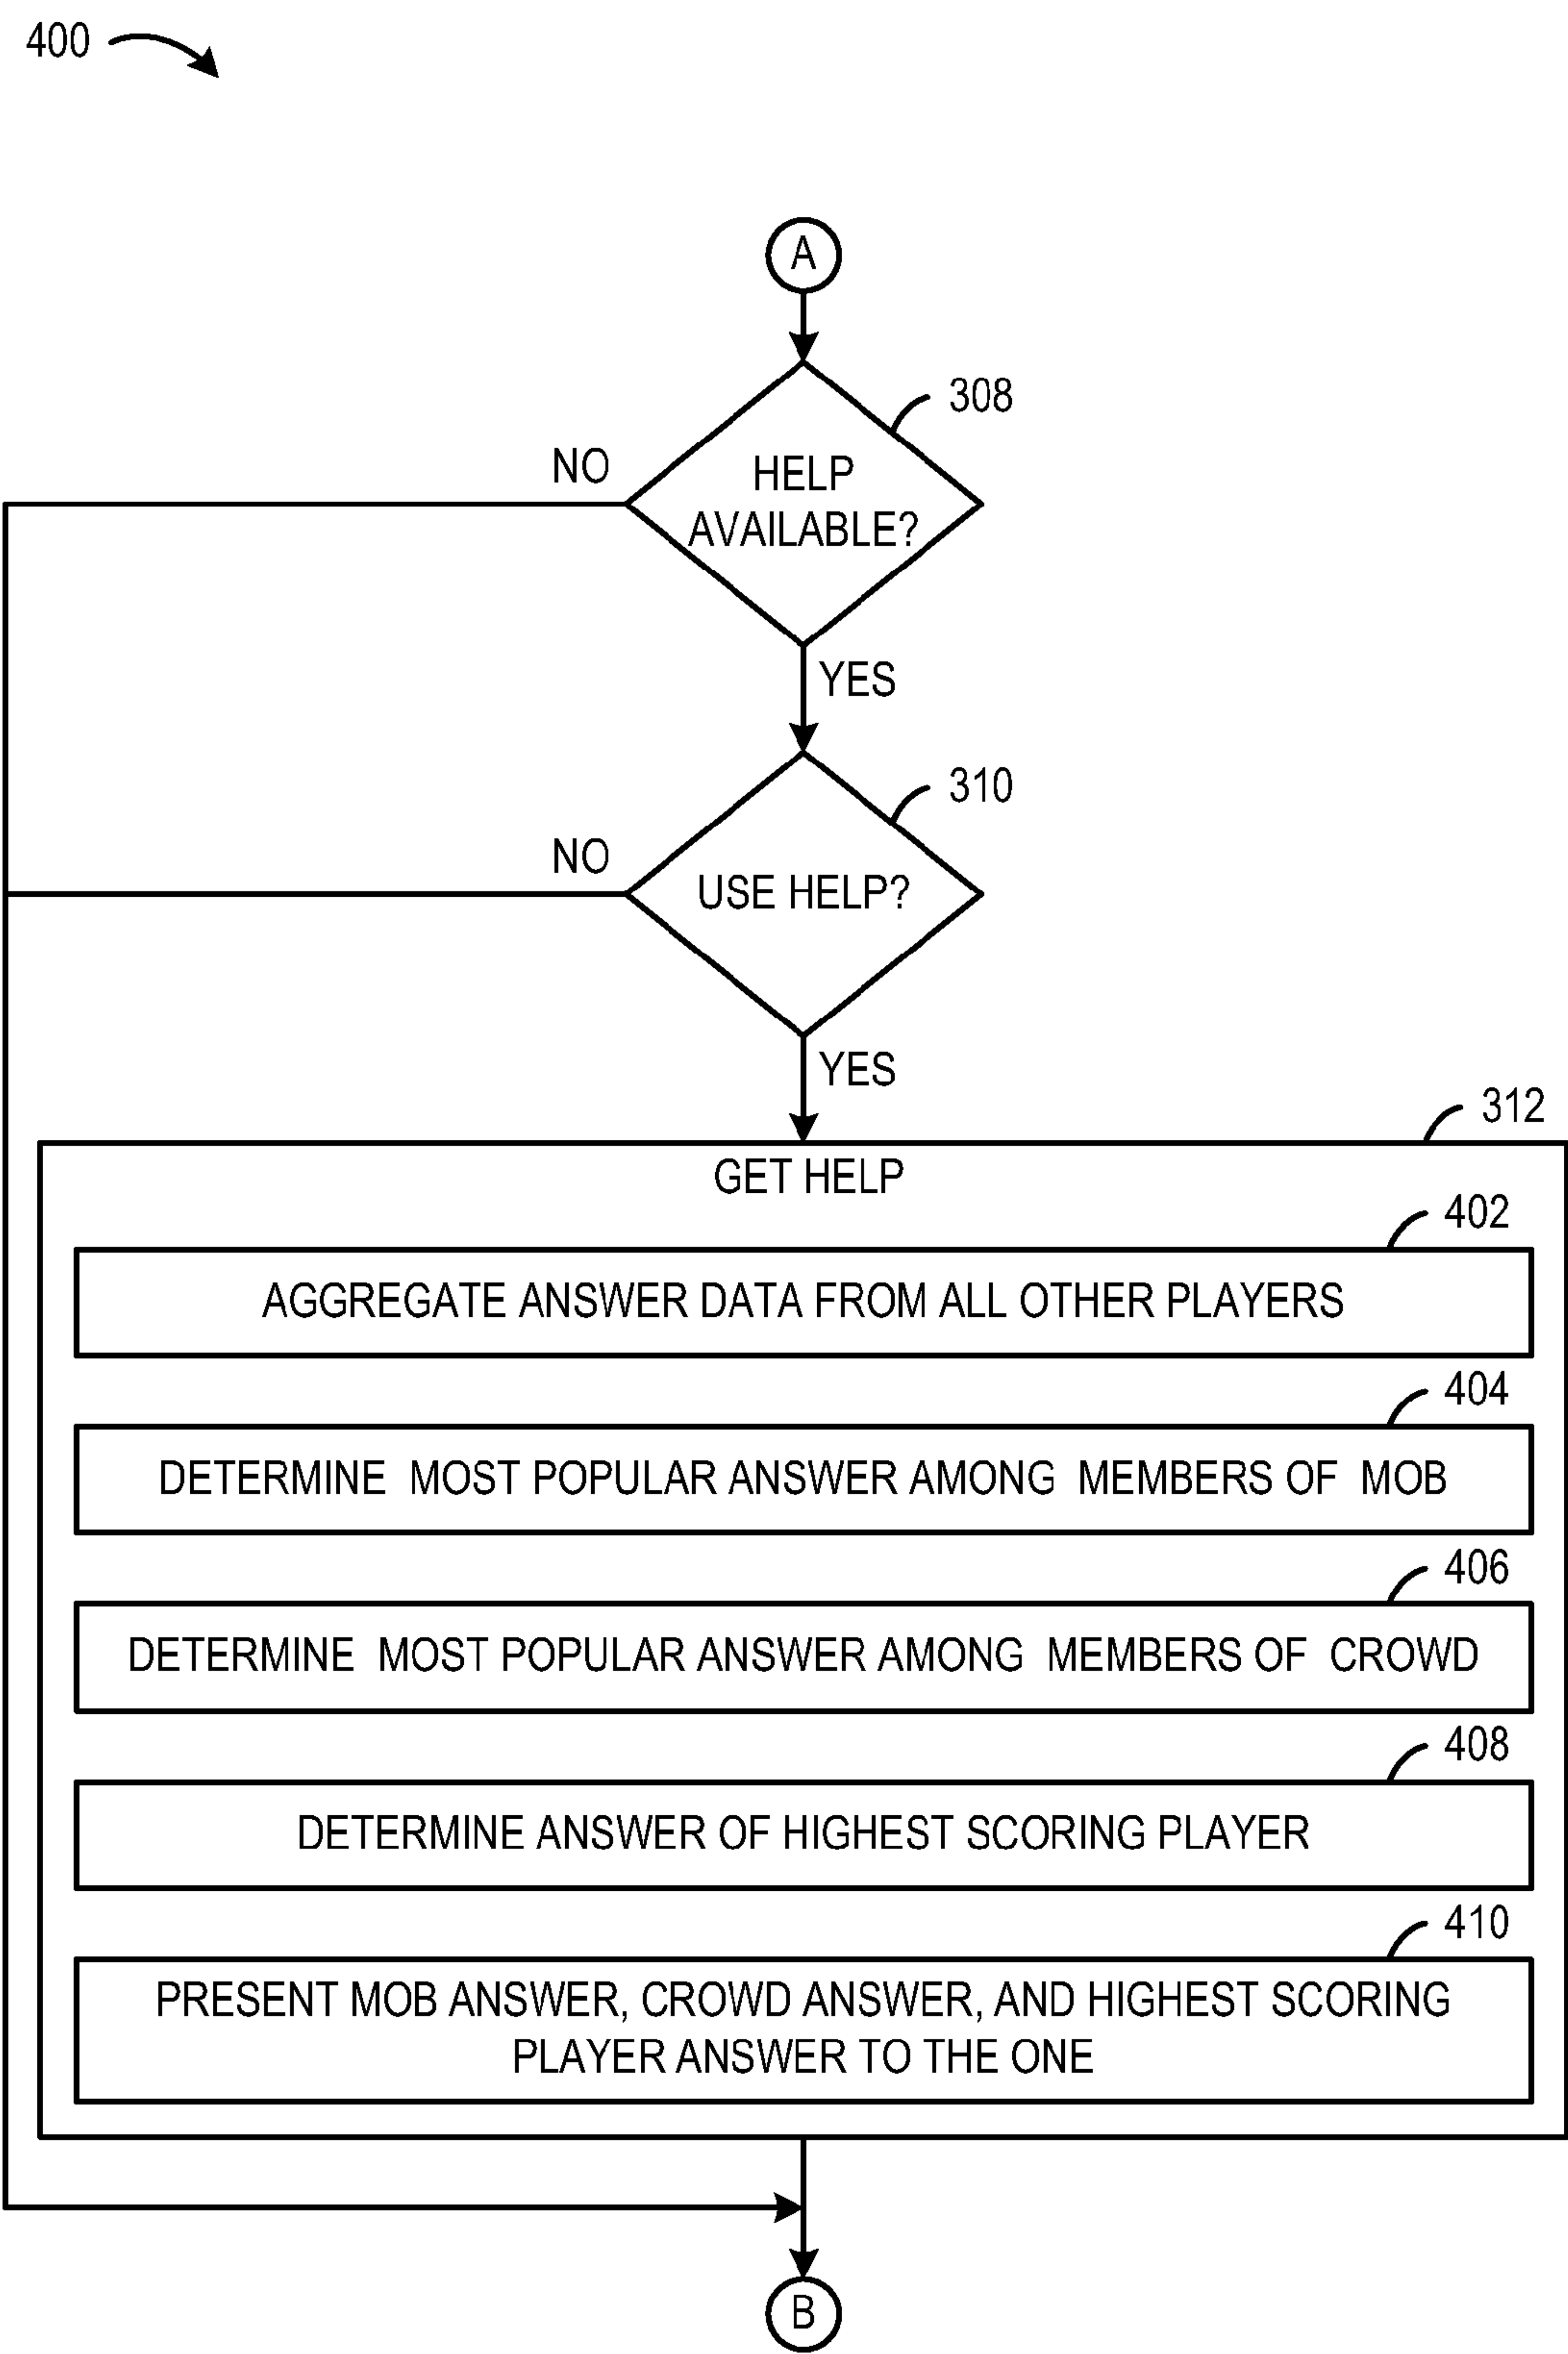 400
A
308
NO
HELP
AVAILABLE?
YES
310
NO
USE HELP?
YES
312
GET HELP
402
AGGREGATE ANSWER DATA FROM ALL OTHER PLAYERS
404
DETERMINE MOST POPULAR ANSWER AMONG MEMBERS OF MOB
406
DETERMINE MOST POPULAR ANSWER AMONG MEMBERS OF CROWD
408
DETERMINE ANSWER OF HIGHEST SCORING PLAYER
410
PRESENT MOB ANSWER, CROWD ANSWER, AND HIGHEST SCORING
PLAYER ANSWER TO THE ONE
B